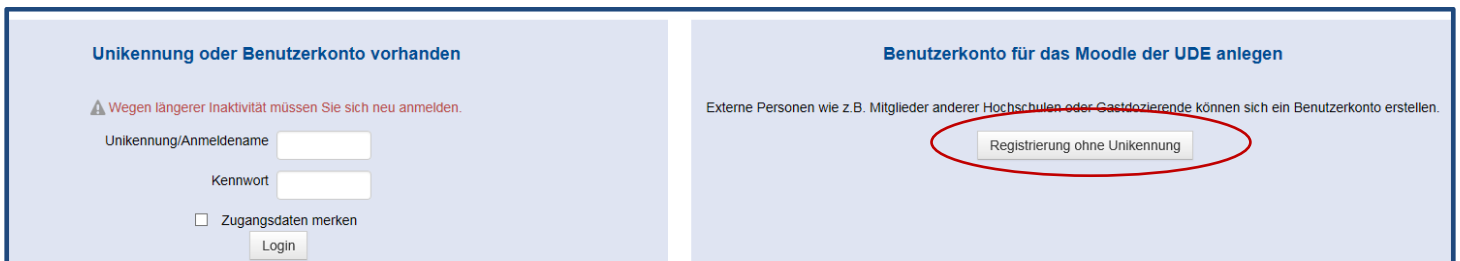 Unikennung oder Benutzerkonto vorhanden
Wegen längerer Inaktivität müssen Sie sich neu anmelden.
Unikennung/Anmeldename
Kennwort
Zugangsdaten merken
Login
Benutzerkonto für das Moodle der UDE anlegen
Externe Personen wie z.B. Mitglieder anderer Hochschulen oder Gastdozierende können sich ein Benutzerkonto erstellen.
Registrierung ohne Unikennung